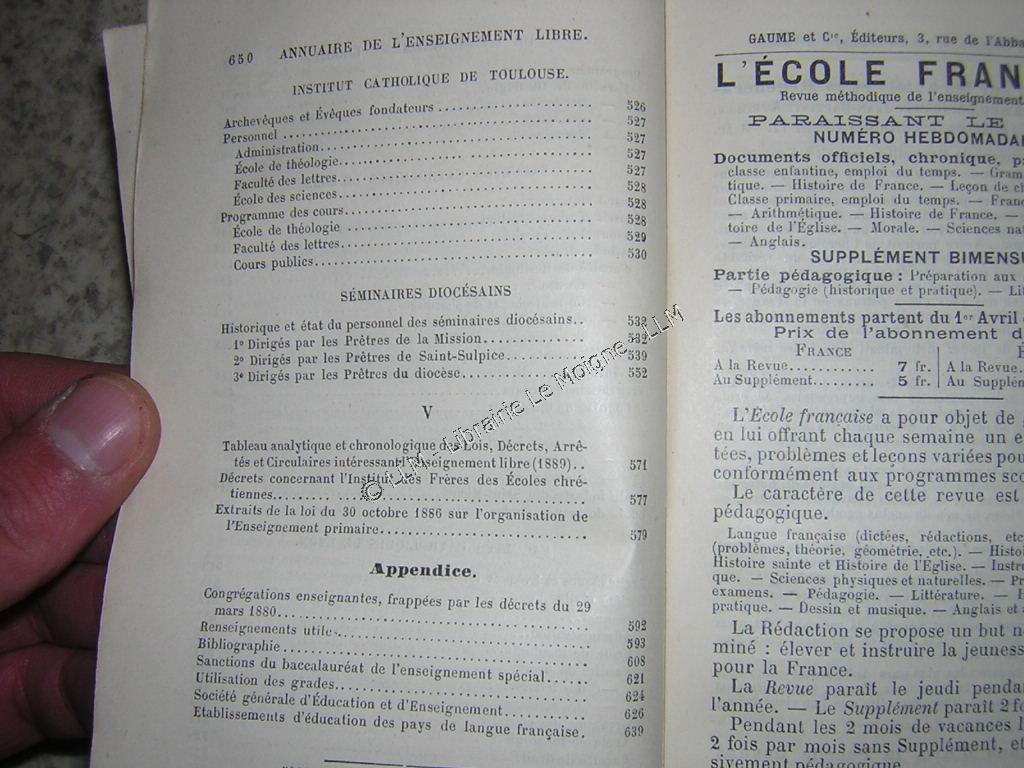 650 ANNUAIRE DE L'ENSEIGNEMENT LIBRE.
INSTITUT CATHOLIQUE DE TOULOUSE.
Archevêques et Évêques fondateurs .................. 526
Personnel .................. 527
Administration .................. 527
École de théologie .................. 527
Faculté des lettres .................. 527
École des sciences .................. 528
Programme des cours .................. 528
École de théologie .................. 528
Faculté des lettres .................. 529
Cours publics .................. 530
SÉMINAIRES DIOCÉSAINS
Historique et état du personnel des séminaires diocésains.. 532
1º Dirigés par les Prêtres de la Mission .................. 532
2º Dirigés par les Prêtres de Saint-Sulpice .................. 539
3º Dirigés par les Prêtres du diocèse .................. 552
V
Tableau analytique et chronologique des Lois, Décrets, Arrê-
tés et Circulaires intéressant l'Enseignement libre (1889).. 571
Décrets concernant l'Institut des Frères des Écoles chré-
tiennes .................. 577
Extraits de la loi du 30 octobre 1886 sur l'organisation de
l'Enseignement primaire .................. 579
Appendice.
Congrégations enseignantes, frappées par les décrets du 29
mars 1880 .................. 592
Renseignements utiles .................. 593
Bibliographie .................. 608
Sanctions du baccalauréat de l'enseignement spécial ...... 621
Utilisation des grades .................. 624
Société générale d'Éducation et d'Enseignement ........... 626
Etablissements d'éducation des pays de langue française. 639
© LLM - Librairie Le Moigne - LLM
GAUME et Cie, Éditeurs, 3, rue de l'Abba
L'ÉCOLE FRAN
Revue méthodique de l'enseignement
PARAISSANT LE
NUMÉRO HEBDOMADAI
Documents officiels, chronique, p
classe enfantine, emploi du temps. — Gram
tique. — Histoire de France. — Leçon de c
Classe primaire, emploi du temps. — Fran
— Arithmétique. — Histoire de France. —
toire de l'Église. — Morale. — Sciences na
— Anglais.
SUPPLÉMENT BIMENSU
Partie pédagogique : Préparation aux
— Pédagogie (historique et pratique). — Li
Les abonnements partent du 1er Avril
Prix de l'abonnement d
FRANCE
A la Revue ............ 7 fr. | A la Revue.
Au Supplément......... 5 fr. | Au Supplém
L'École française a pour objet de
en lui offrant chaque semaine un e
tées, problèmes et leçons variées pou
conformément aux programmes sco
Le caractère de cette revue est
pédagogique.
Langue française (dictées, rédactions, etc
(problèmes, théorie, géométrie, etc.). — Histo
Histoire sainte et Histoire de l'Église. — Instr
que. — Sciences physiques et naturelles. — Pr
examens. — Pédagogie. — Littérature. —
pratique. — Dessin et musique. — Anglais et
La Rédaction se propose un but n
miné : élever et instruire la jeuness
pour la France.
La Revue paraît le jeudi penda
l'année. — Le Supplément paraît 2 fo
Pendant les 2 mois de vacances l
2 fois par mois sans Supplément, et
sivement pédagogique.